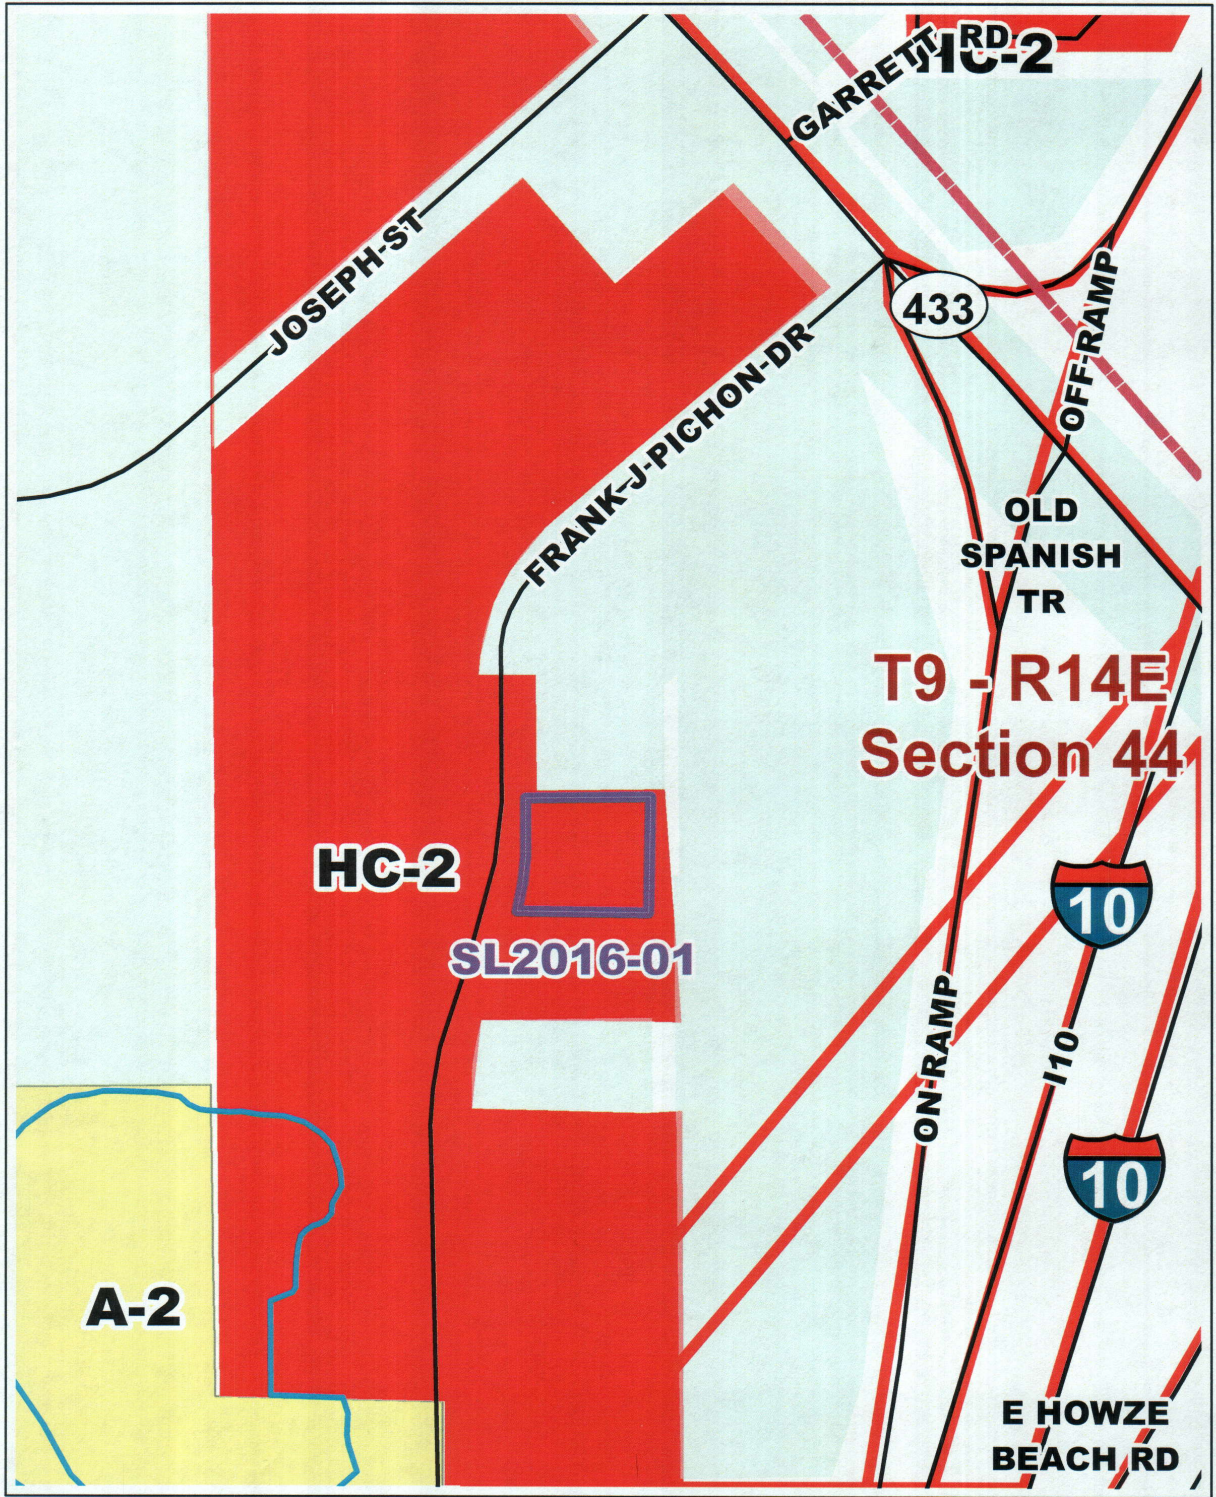 HC-2
GARRETT RD
JOSEPH ST
433
OFF-RAMP
FRANK-J-PICHON-DR
OLD
SPANISH
TR
T9 - R14E
Section 44
HC-2
10
SL2016-01
ON-RAMP
I10
10
A-2
E HOWZE
BEACH RD